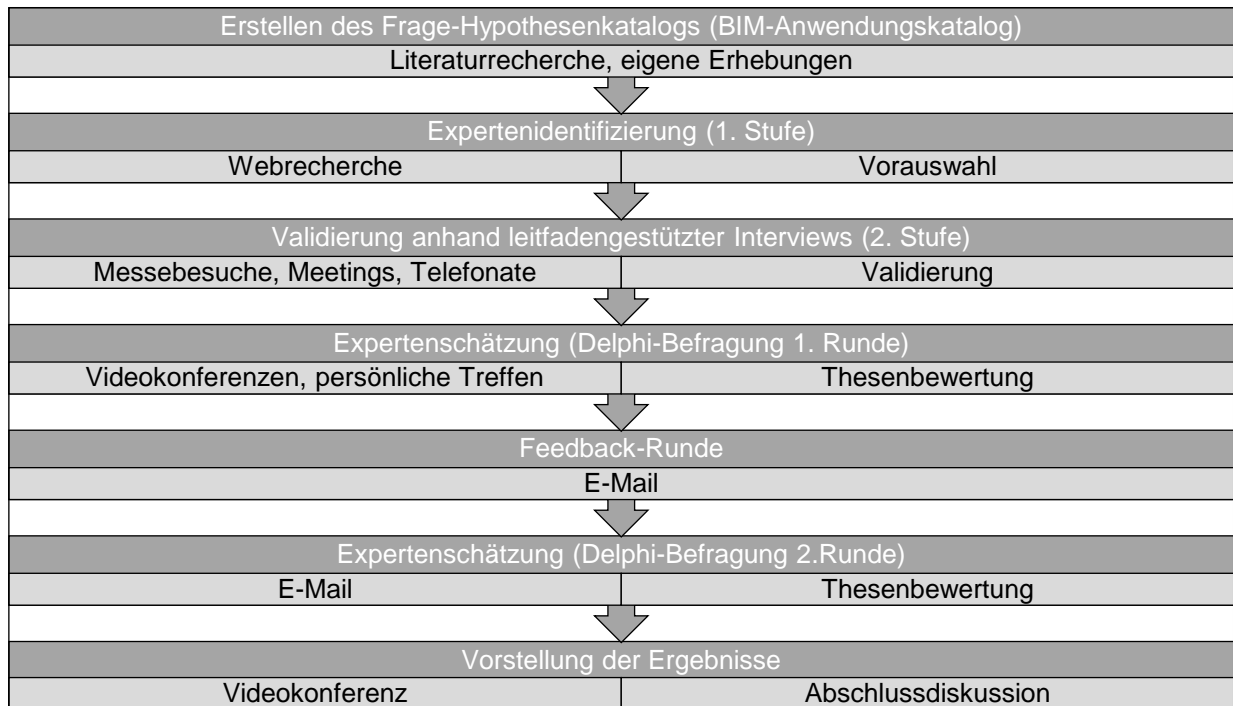 Erstellen des Frage-Hypothesenkatalogs (BIM-Anwendungskatalog)
Literaturrecherche, eigene Erhebungen
Expertenidentifizierung (1. Stufe)
Webrecherche
Vorauswahl
Validierung anhand leitfadengestützter Interviews (2. Stufe)
Messebesuche, Meetings, Telefonate
Validierung
Expertenschätzung (Delphi-Befragung 1. Runde)
Videokonferenzen, persönliche Treffen
Thesenbewertung
Feedback-Runde
E-Mail
Expertenschätzung (Delphi-Befragung 2.Runde)
E-Mail
Thesenbewertung
Vorstellung der Ergebnisse
Videokonferenz
Abschlussdiskussion